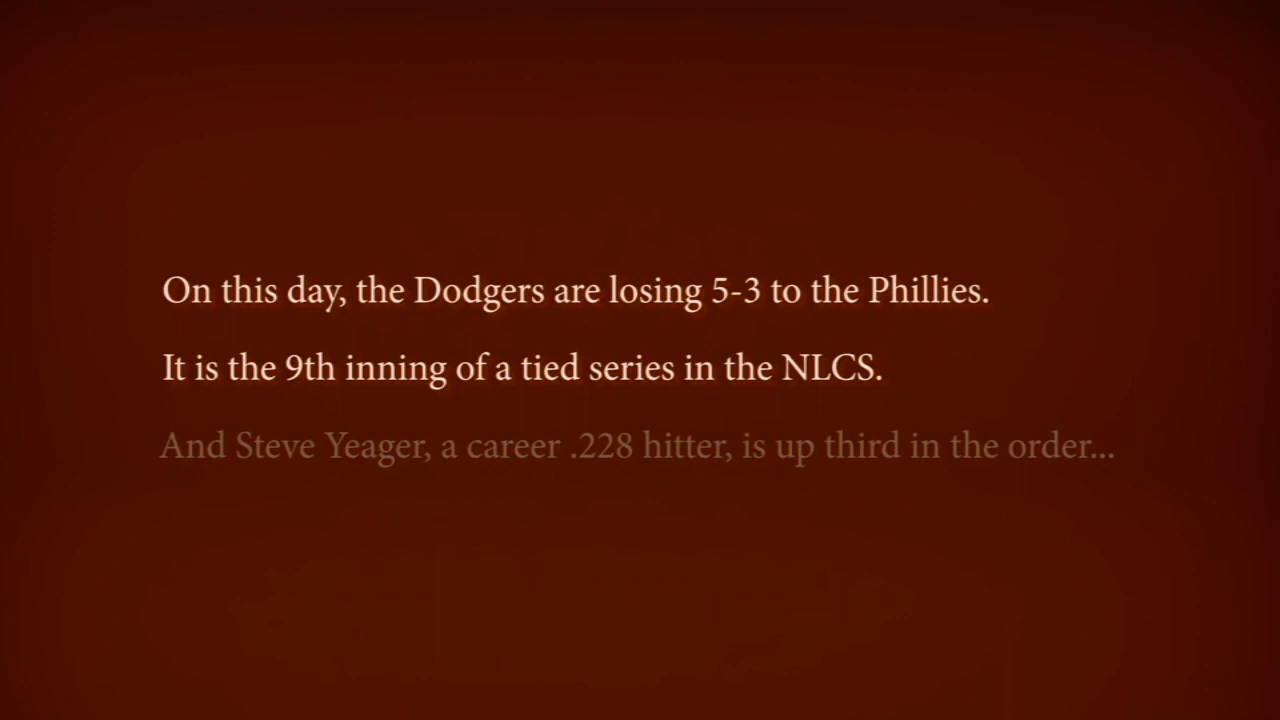 On this day, the Dodgers are losing 5-3 to the Phillies.
It is the 9th inning of a tied series in the NLCS.
And Steve Yeager, a career .228 hitter, is up third in the order...